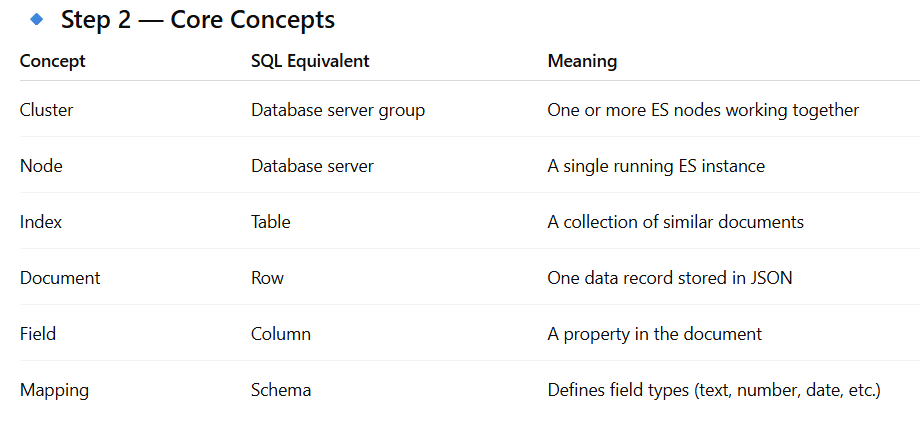 Step 2 — Core Concepts
Concept SQL Equivalent Meaning
Cluster Database server group One or more ES nodes working together
Node Database server A single running ES instance
Index Table A collection of similar documents
Document Row One data record stored in JSON
Field Column A property in the document
Mapping Schema Defines field types (text, number, date, etc.)